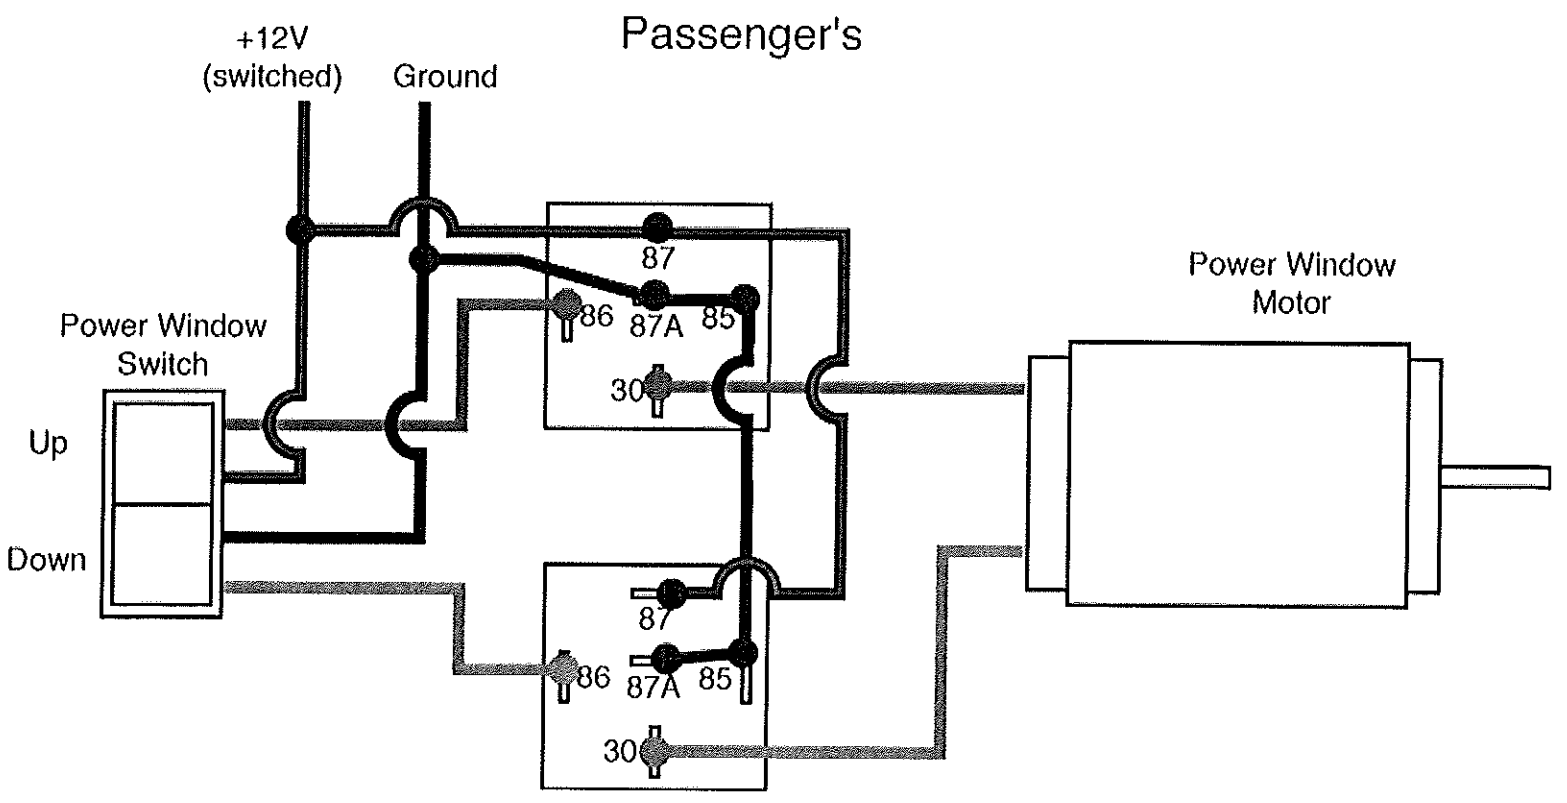 Passenger's
+12V
(switched)
Ground
87
86
87A
85
30
Power Window
Switch
Up
Down
Power Window
Motor
87
86
87A
85
30